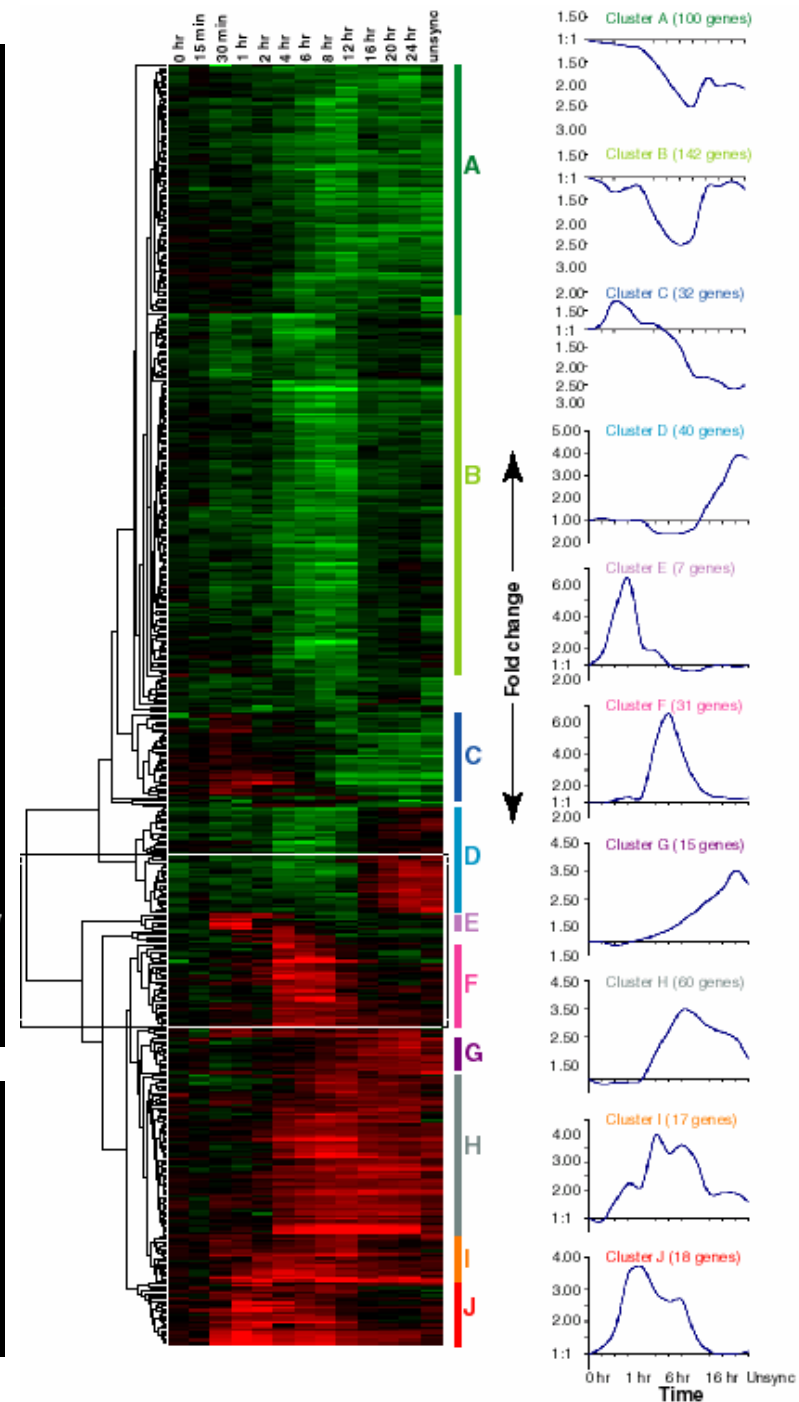 0 hr
15 min
30 min
1 hr
2 hr
4 hr
6 hr
8 hr
12 hr
16 hr
20 hr
24 hr
unsync
A
B
C
D
E
F
G
H
I
J
Fold change
Cluster A (100 genes)
1.50
1:1
1.50
2.00
2.50
3.00
Cluster B (142 genes)
1.50
1:1
1.50
2.00
2.50
3.00
Cluster C (32 genes)
2.00
1.50
1:1
1.50
2.00
2.50
3.00
Cluster D (40 genes)
5.00
4.00
3.00
2.00
1.00
2.00
Cluster E (7 genes)
6.00
4.00
2.00
1:1
2.00
Cluster F (31 genes)
6.00
4.00
2.00
1:1
2.00
Cluster G (15 genes)
4.50
3.50
2.50
1.50
1.50
Cluster H (60 genes)
4.50
3.50
2.50
1.50
Cluster I (17 genes)
4.00
3.00
2.00
1:1
Cluster J (18 genes)
4.00
3.00
2.00
1:1
0 hr 1 hr 6 hr 16 hr Unsync
Time